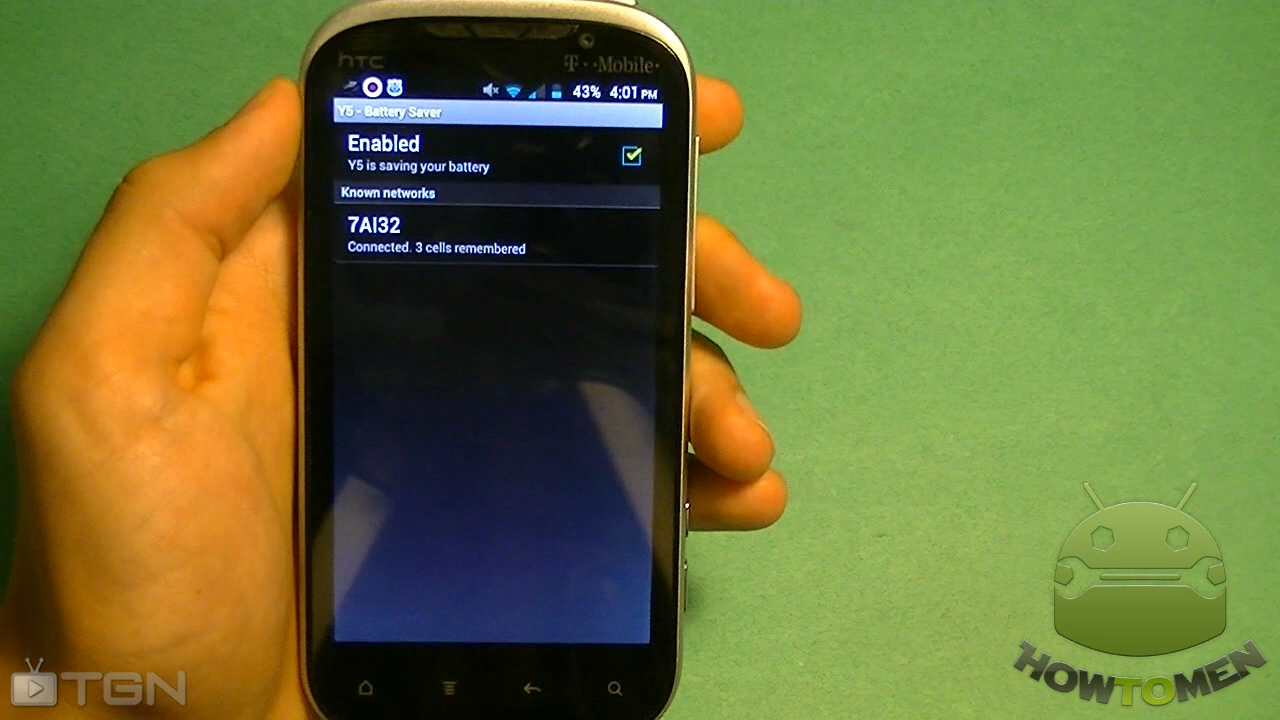 hTC
T··Mobile·
43% 4:01 PM
Y5 - Battery Saver
Enabled
Y5 is saving your battery
Known networks
7AI32
Connected. 3 cells remembered
TGN
HOWTOMEN